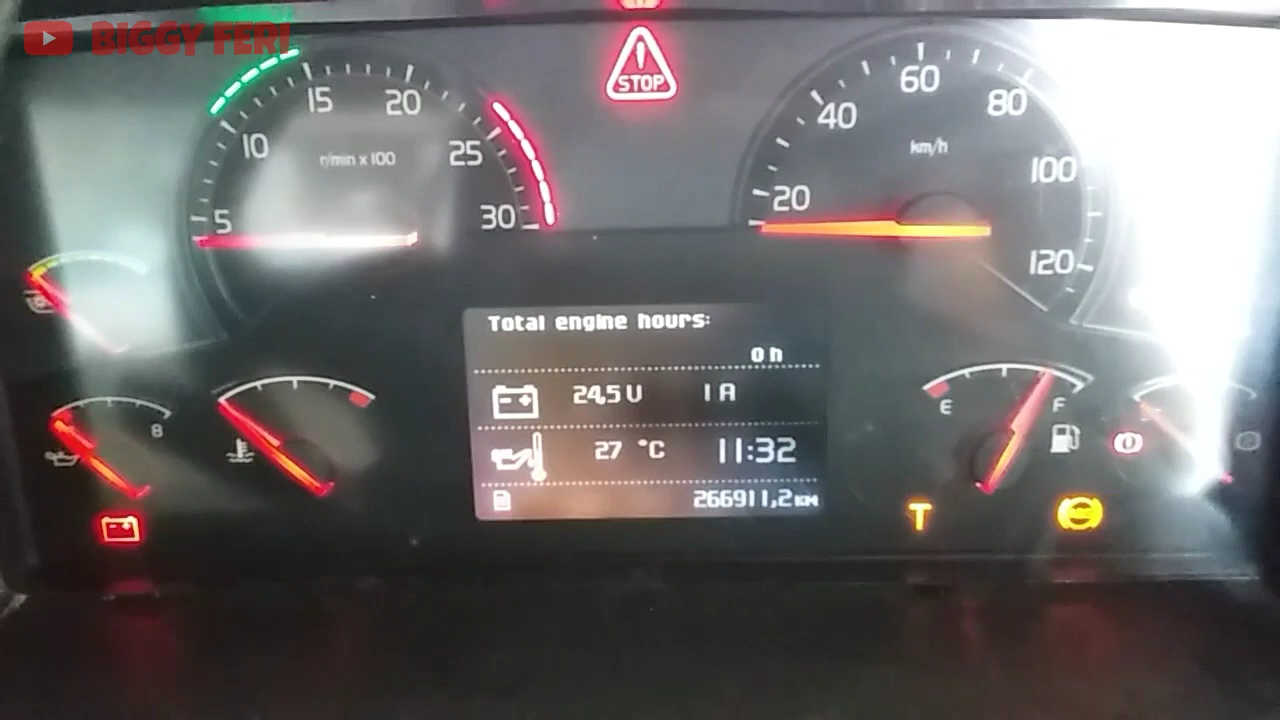 BIGGY FERI
STOP
5
10
15
20
25
30
r/min x 100
20
40
60
80
100
120
km/h
Total engine hours:
0 h
24,5 U 1 A
27 °C 11:32
266911,2 KM
8
E
F
T
ABS